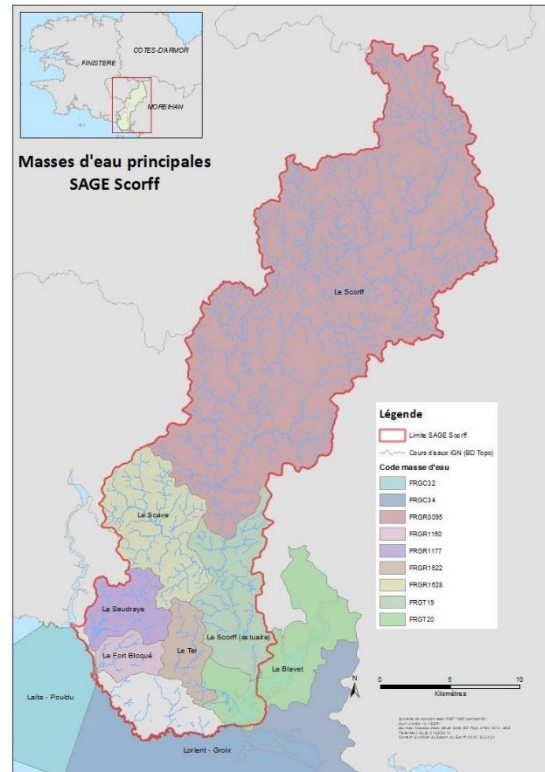 COTES-D'ARMOR
FINISTERE
MORBIHAN
Masses d'eau principales
SAGE Scorff
Le Scorff
Légende
Limite SAGE Scorff
Cours d'eaux IGN (BD Topo)
Code masse d'eau
FRGC32
FRGC34
FRGR0095
FRGR1160
FRGR1177
FRGR1622
FRGR1628
FRGT19
FRGT20
Le Scave
La Saudraye
Le Fort Bloqué
Le Ter
Le Scorff (estuaire)
Le Blavet
Laïta - Pouldu
Lorient - Groix
N
0 5 10
Kilomètres